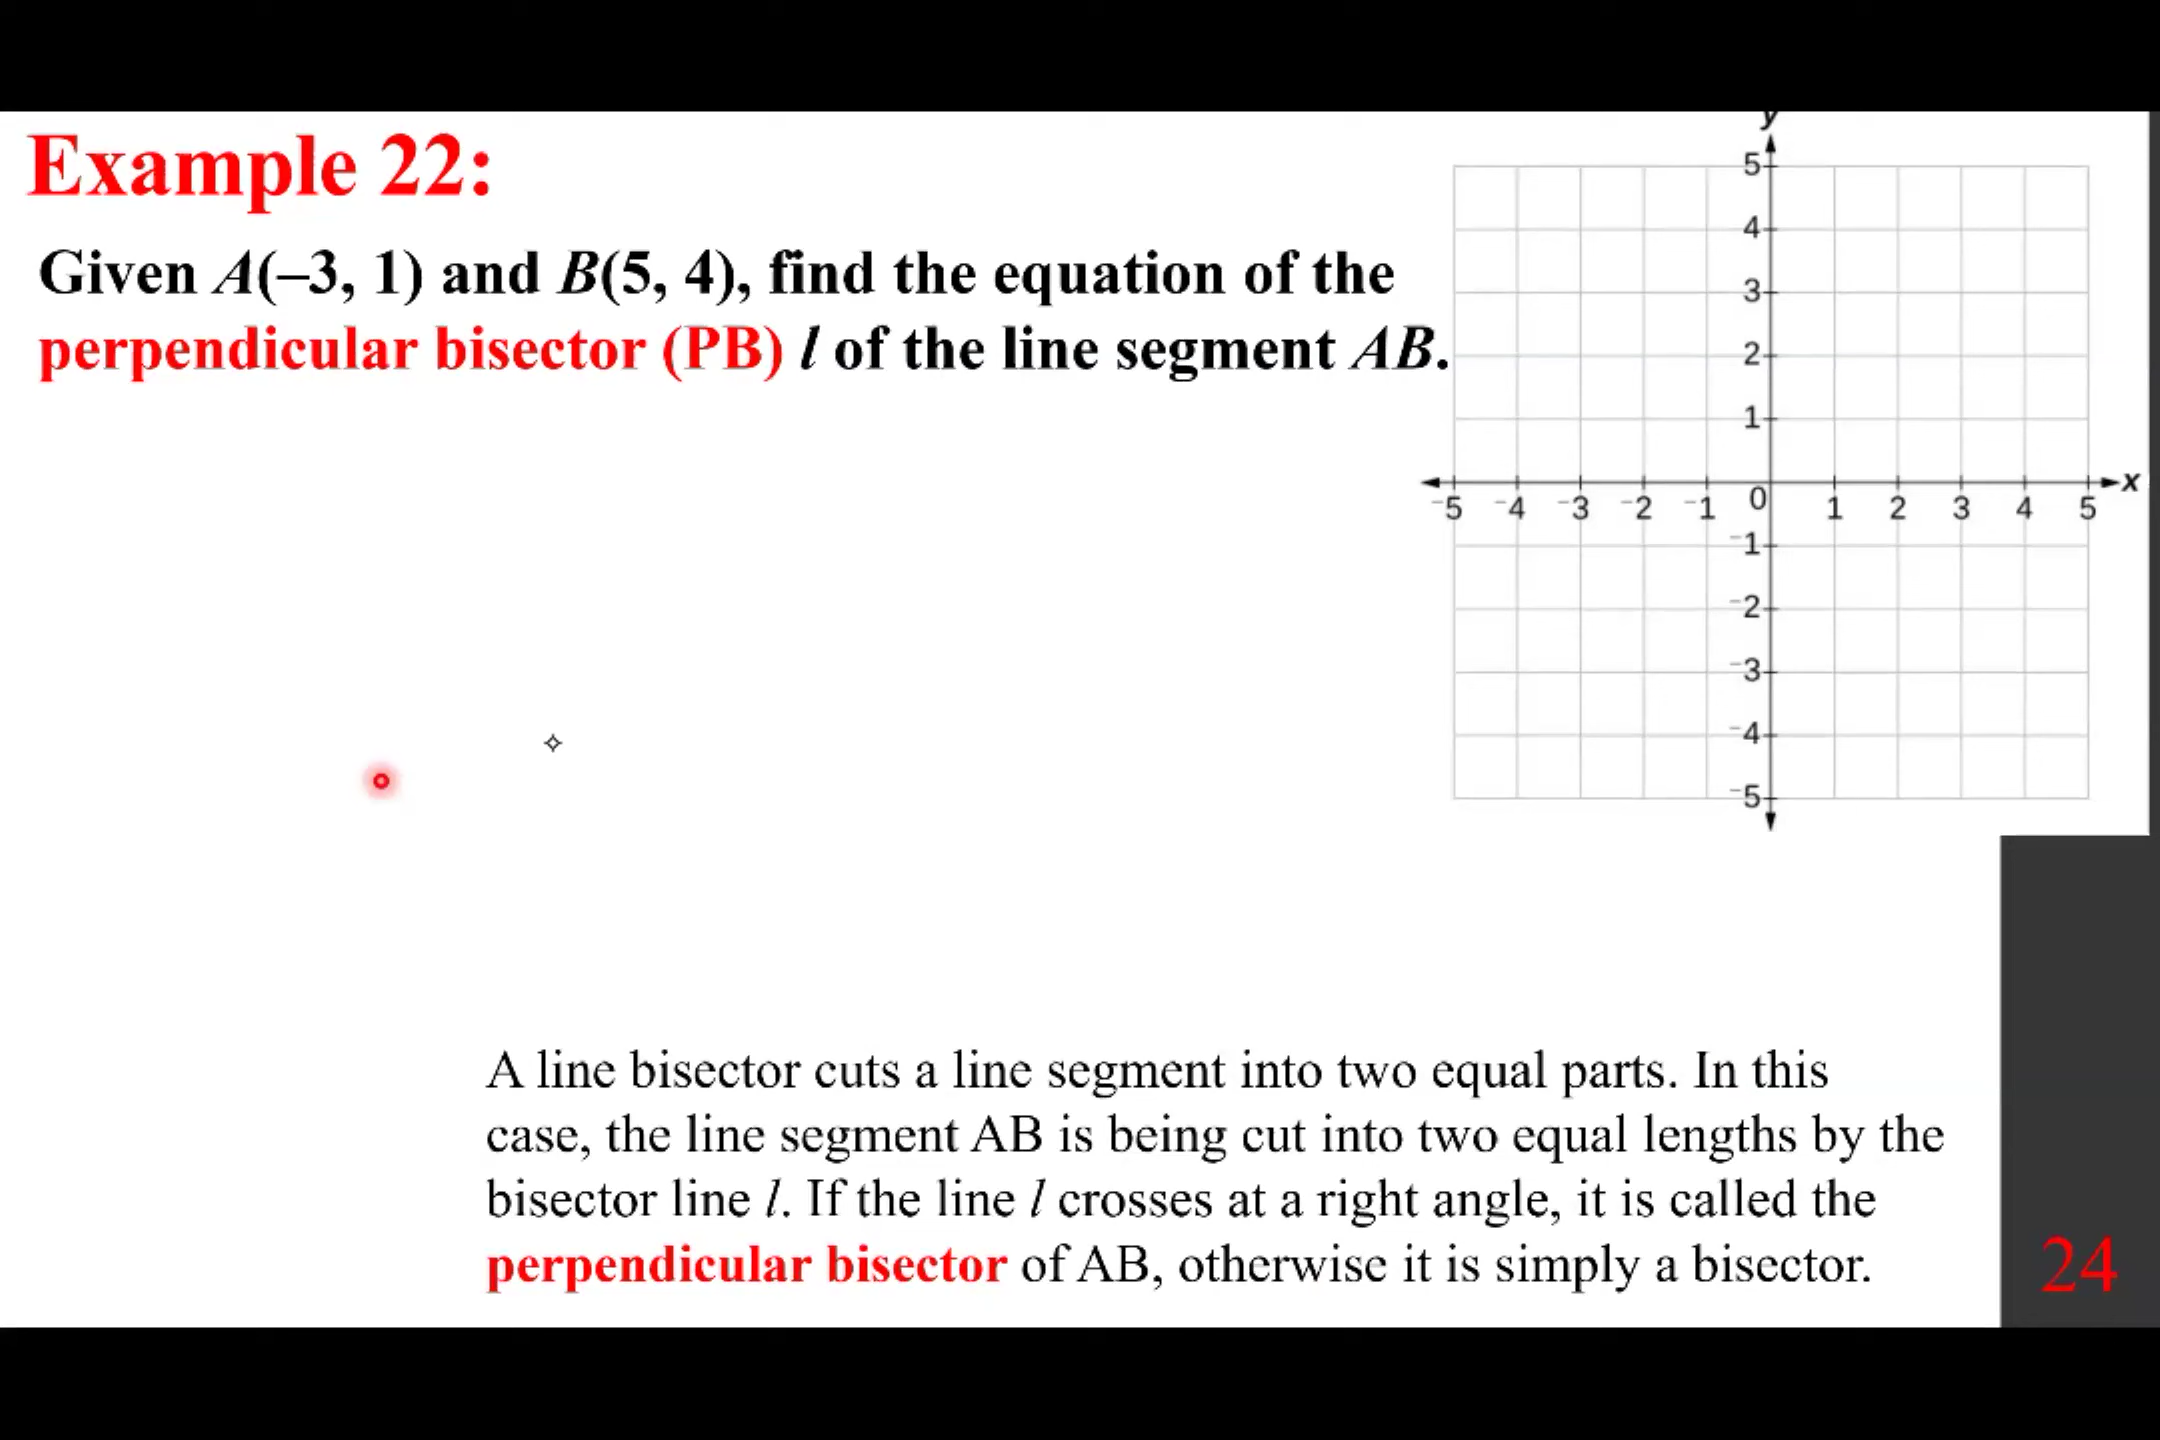 Example 22:
Given A(–3, 1) and B(5, 4), find the equation of the
perpendicular bisector (PB) l of the line segment AB.
y
5
4
3
2
1
x
-5 -4 -3 -2 -1 0 1 2 3 4 5
-1
-2
-3
-4
-5
A line bisector cuts a line segment into two equal parts. In this
case, the line segment AB is being cut into two equal lengths by the
bisector line l. If the line l crosses at a right angle, it is called the
perpendicular bisector of AB, otherwise it is simply a bisector.
24